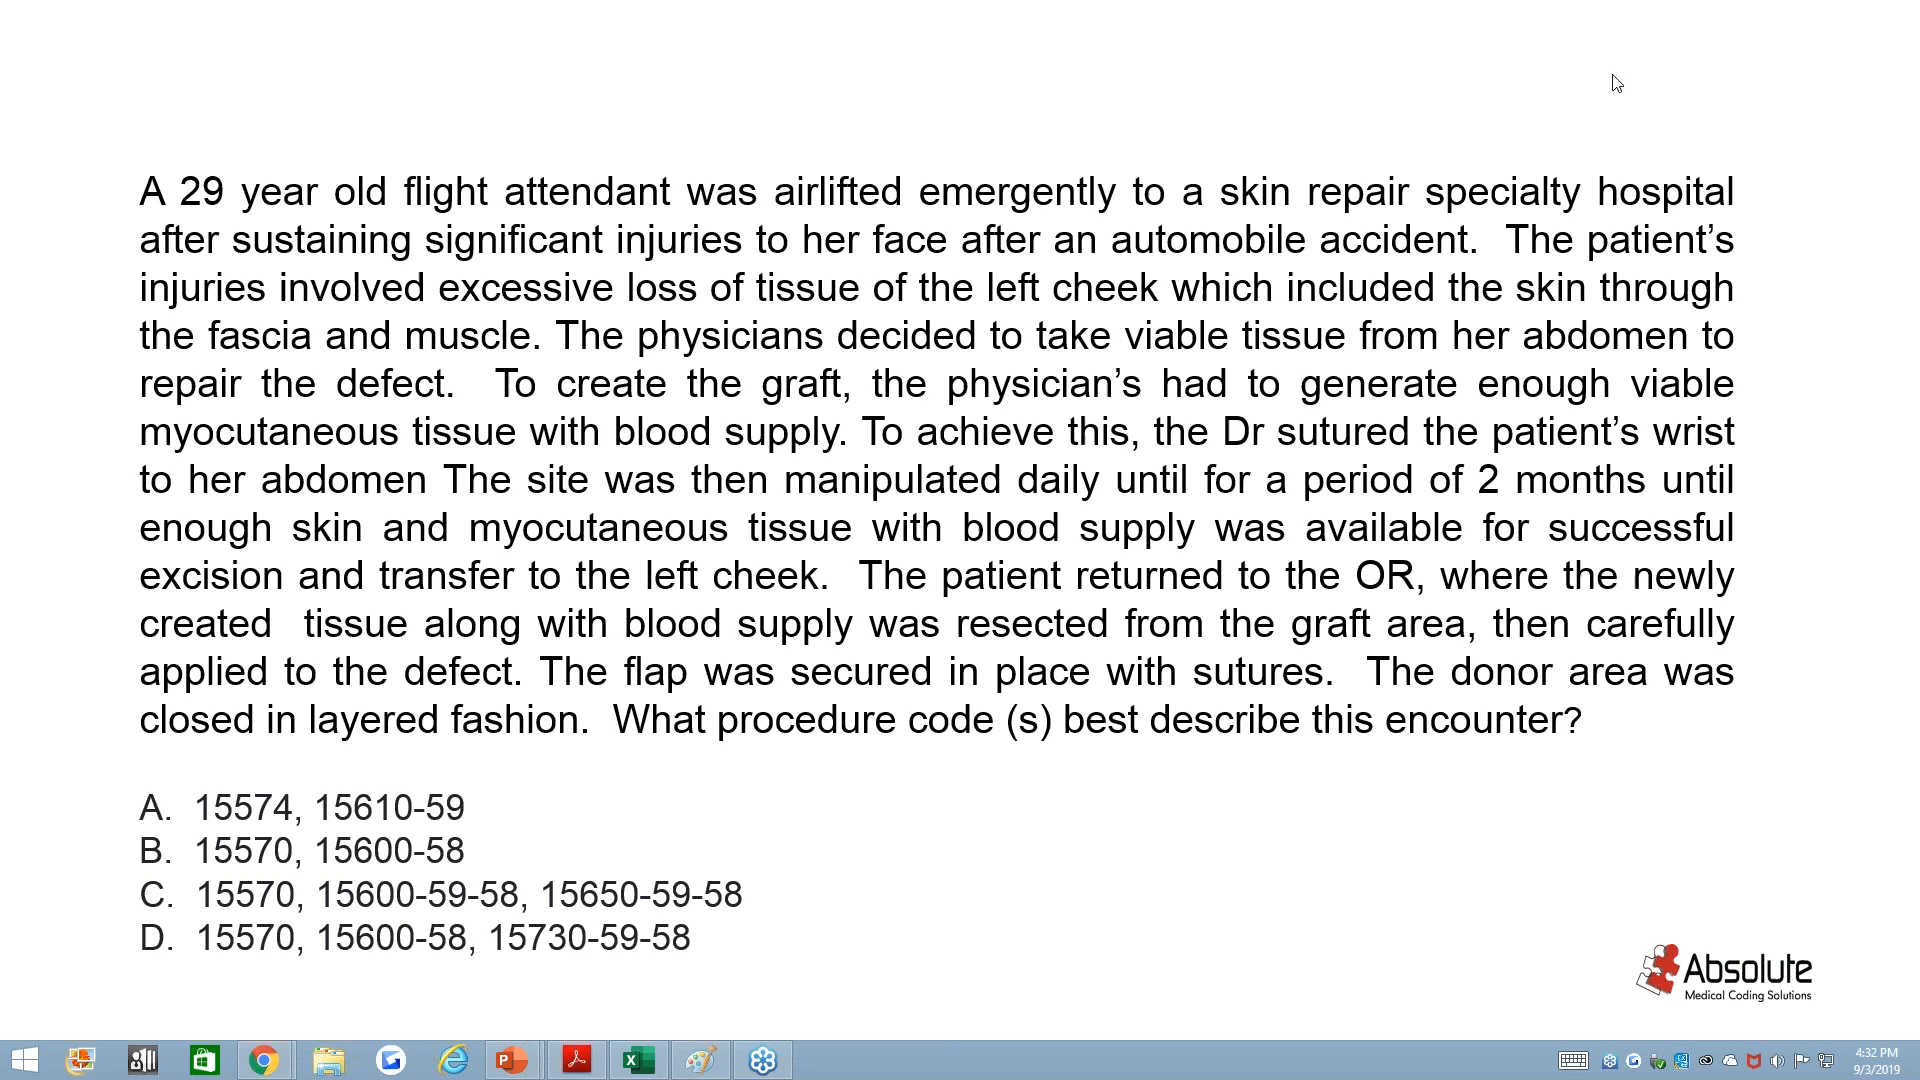 A 29 year old flight attendant was airlifted emergently to a skin repair specialty hospital
after sustaining significant injuries to her face after an automobile accident.  The patient’s
injuries involved excessive loss of tissue of the left cheek which included the skin through
the fascia and muscle. The physicians decided to take viable tissue from her abdomen to
repair the defect.  To create the graft, the physician’s had to generate enough viable
myocutaneous tissue with blood supply. To achieve this, the Dr sutured the patient’s wrist
to her abdomen The site was then manipulated daily until for a period of 2 months until
enough skin and myocutaneous tissue with blood supply was available for successful
excision and transfer to the left cheek.  The patient returned to the OR, where the newly
created  tissue along with blood supply was resected from the graft area, then carefully
applied to the defect. The flap was secured in place with sutures.  The donor area was
closed in layered fashion.  What procedure code (s) best describe this encounter?
A.  15574, 15610-59
B.  15570, 15600-58
C.  15570, 15600-59-58, 15650-59-58
D.  15570, 15600-58, 15730-59-58
Absolute
Medical Coding Solutions
4:32 PM
9/3/2019